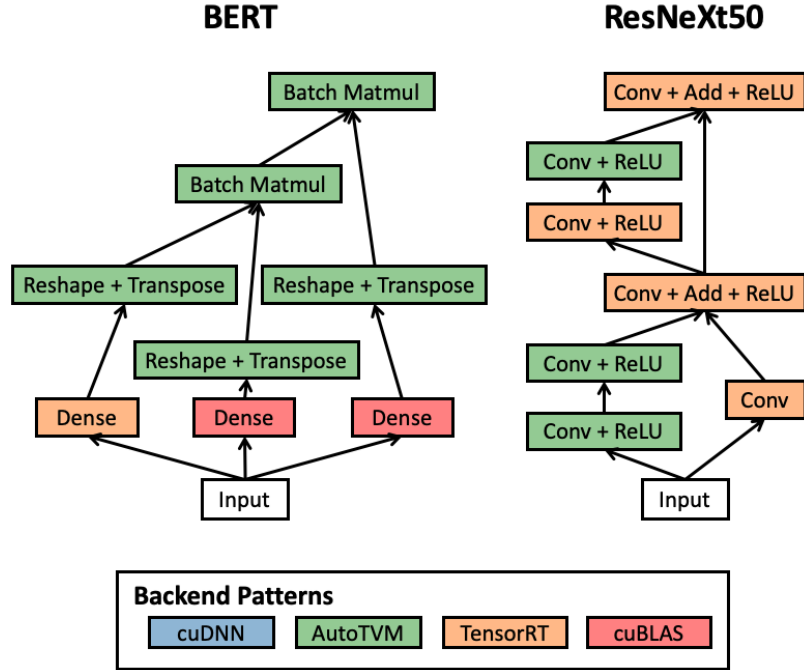 BERT
ResNeXt50
Batch Matmul
Batch Matmul
Reshape + Transpose
Reshape + Transpose
Reshape + Transpose
Dense
Dense
Dense
Input
Conv + Add + ReLU
Conv + ReLU
Conv + ReLU
Conv + Add + ReLU
Conv + ReLU
Conv
Conv + ReLU
Input
Backend Patterns
cuDNN
AutoTVM
TensorRT
cuBLAS